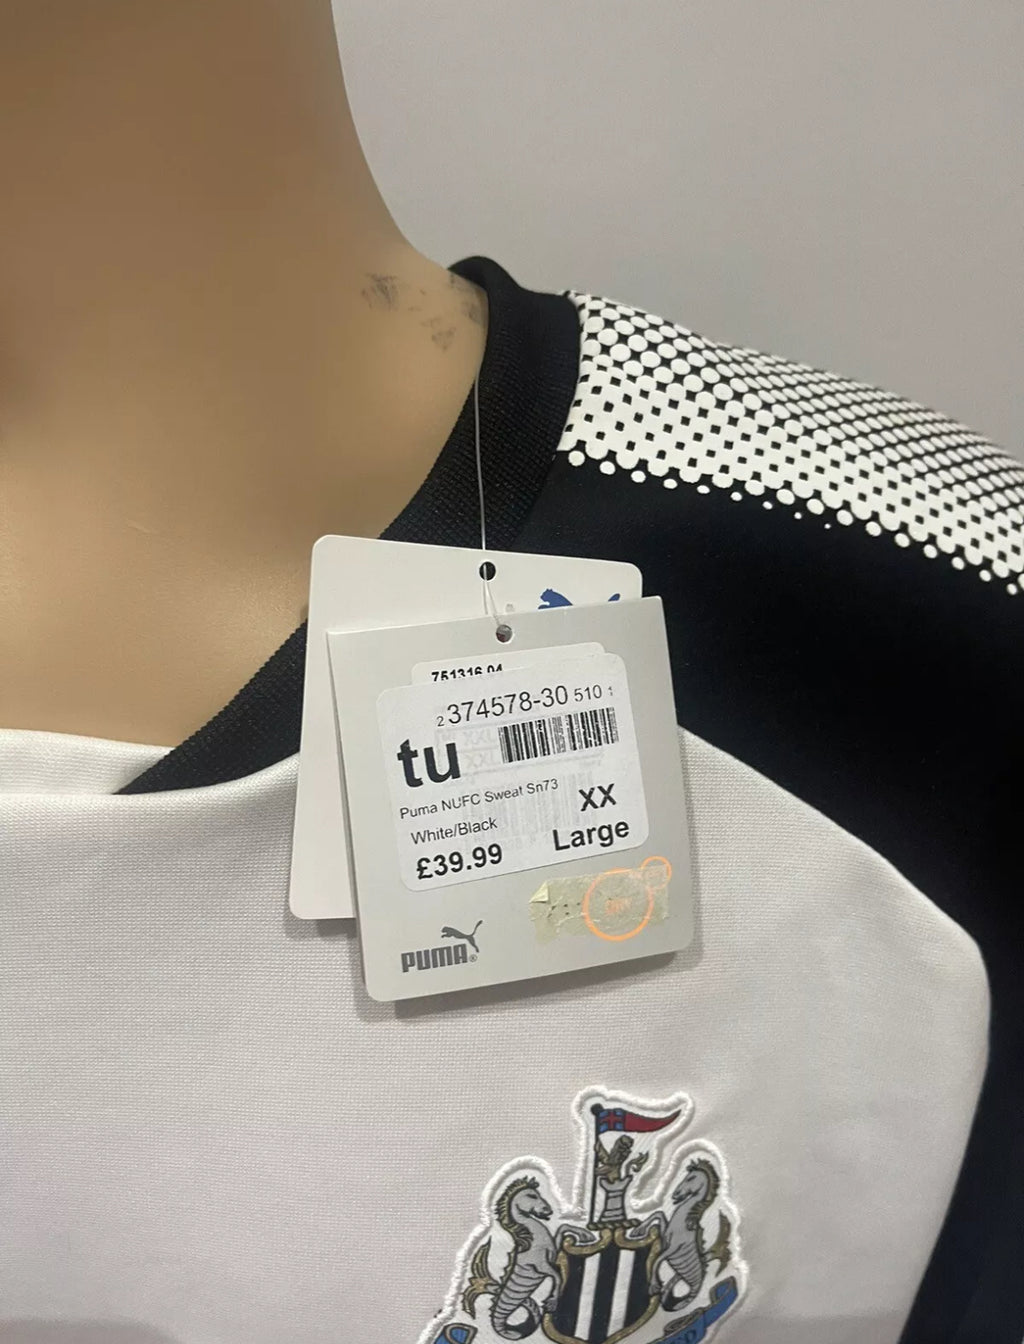 751316 04
2 374578-30 510 1
tu
Puma NUFC Sweat Sn73
XX
White/Black
Large
£39.99
PUMA®